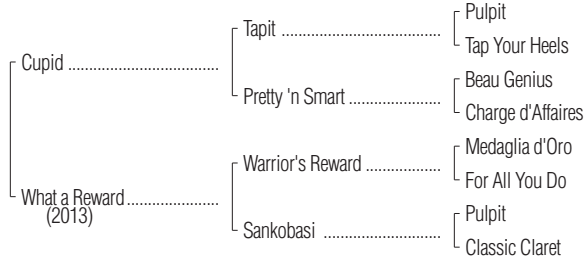 Pulpit
Tapit
Tap Your Heels
Cupid
Beau Genius
Pretty 'n Smart
Charge d'Affaires
Medaglia d'Oro
Warrior's Reward
For All You Do
What a Reward
(2013)
Pulpit
Sankobasi
Classic Claret